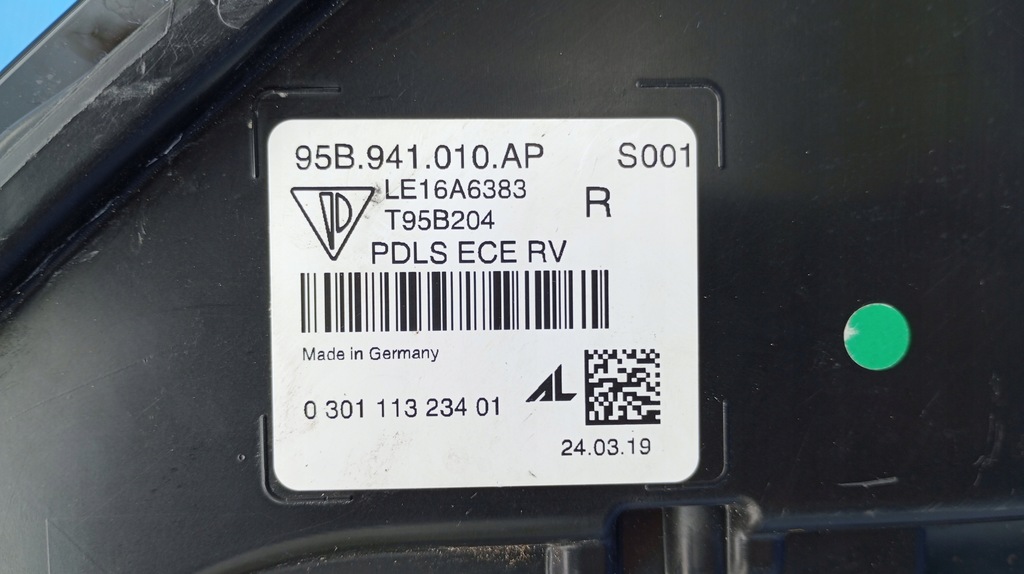 95B.941.010.AP S001
LE16A6383
T95B204 R
PDLS ECE RV
Made in Germany
AL
0 301 113 234 01
24.03.19